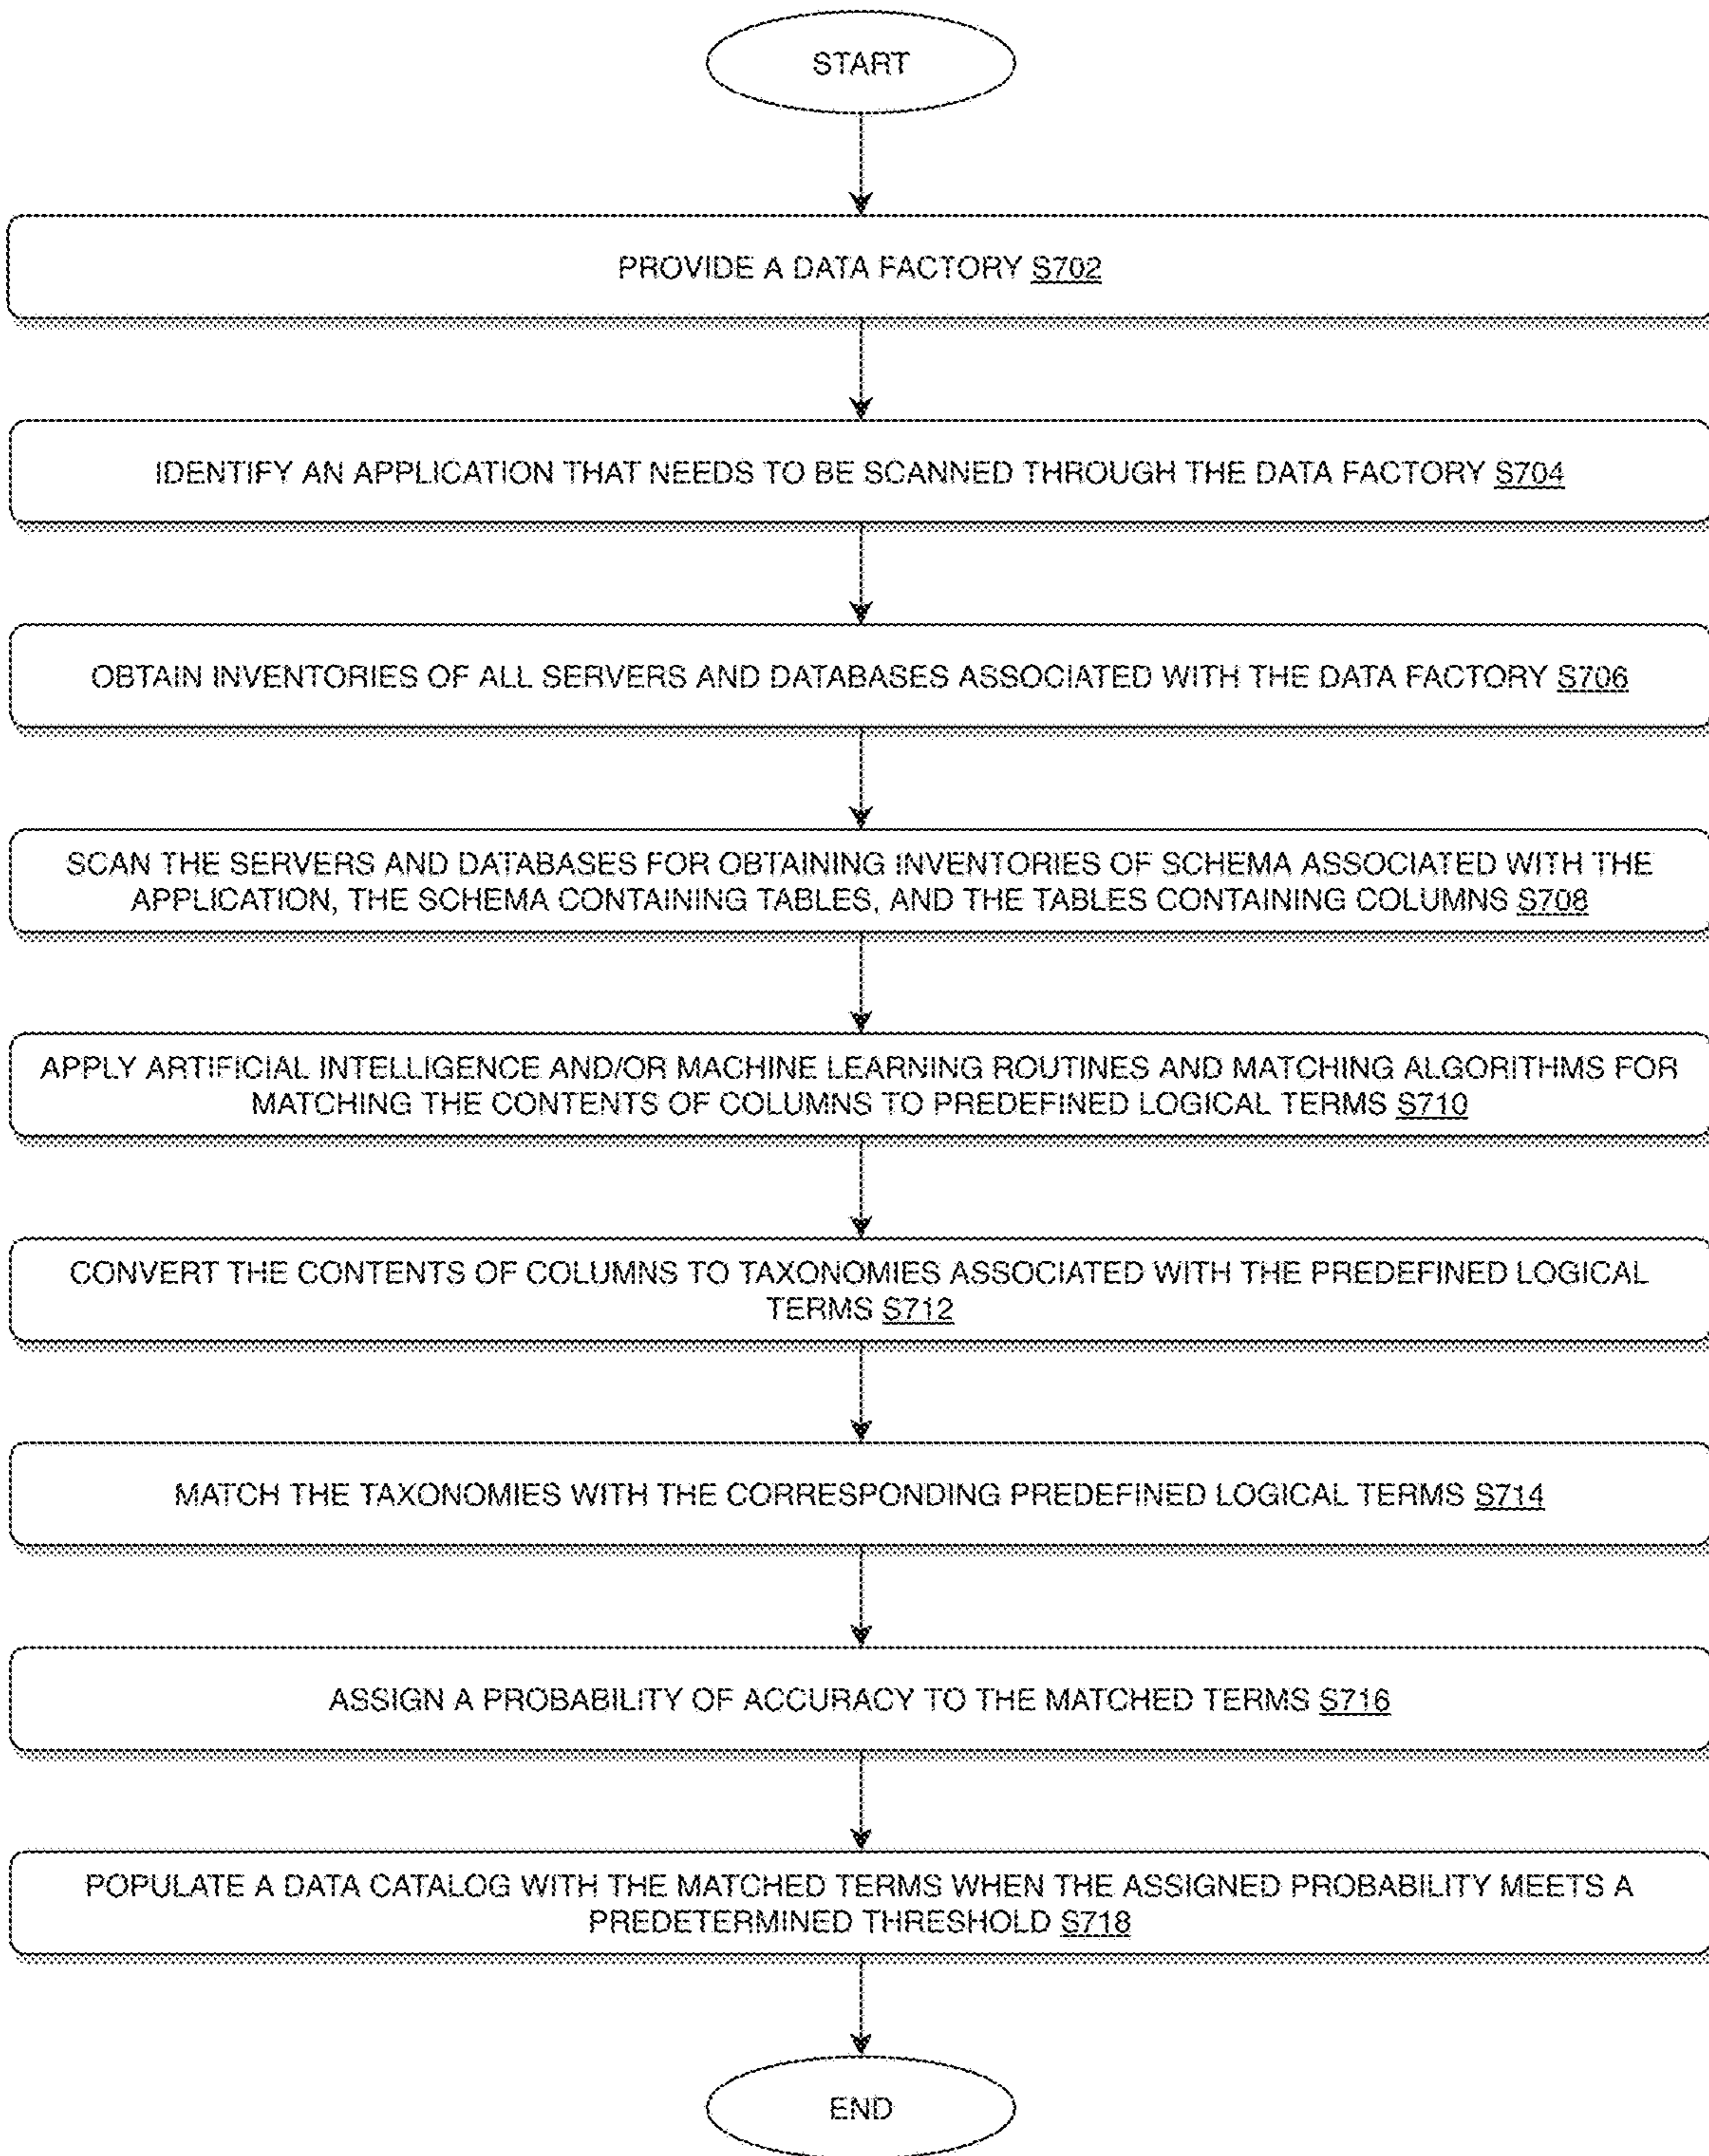 START
PROVIDE A DATA FACTORY S702
IDENTIFY AN APPLICATION THAT NEEDS TO BE SCANNED THROUGH THE DATA FACTORY S704
OBTAIN INVENTORIES OF ALL SERVERS AND DATABASES ASSOCIATED WITH THE DATA FACTORY S706
SCAN THE SERVERS AND DATABASES FOR OBTAINING INVENTORIES OF SCHEMA ASSOCIATED WITH THE
APPLICATION, THE SCHEMA CONTAINING TABLES, AND THE TABLES CONTAINING COLUMNS S708
APPLY ARTIFICIAL INTELLIGENCE AND/OR MACHINE LEARNING ROUTINES AND MATCHING ALGORITHMS FOR
MATCHING THE CONTENTS OF COLUMNS TO PREDEFINED LOGICAL TERMS S710
CONVERT THE CONTENTS OF COLUMNS TO TAXONOMIES ASSOCIATED WITH THE PREDEFINED LOGICAL
TERMS S712
MATCH THE TAXONOMIES WITH THE CORRESPONDING PREDEFINED LOGICAL TERMS S714
ASSIGN A PROBABILITY OF ACCURACY TO THE MATCHED TERMS S716
POPULATE A DATA CATALOG WITH THE MATCHED TERMS WHEN THE ASSIGNED PROBABILITY MEETS A
PREDETERMINED THRESHOLD S718
END